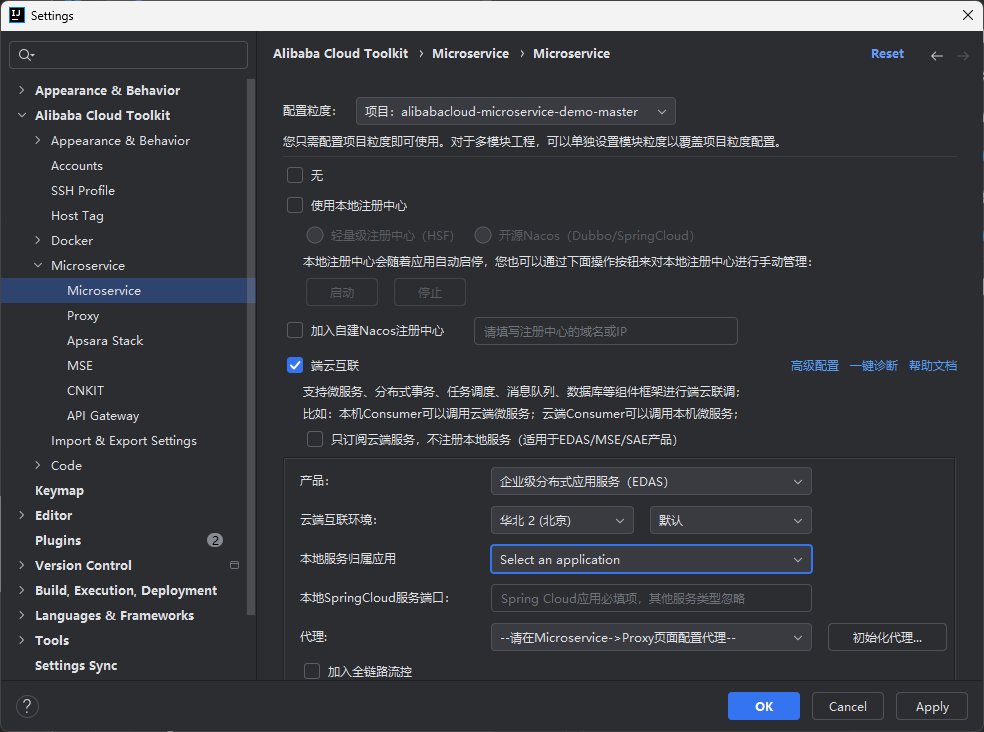 Settings
Appearance & Behavior
Alibaba Cloud Toolkit
Appearance & Behavior
Accounts
SSH Profile
Host Tag
Docker
Microservice
Microservice
Proxy
Apsara Stack
MSE
CNKIT
API Gateway
Import & Export Settings
Code
Keymap
Editor
Plugins 2
Version Control
Build, Execution, Deployment
Languages & Frameworks
Tools
Settings Sync
Alibaba Cloud Toolkit › Microservice › Microservice
Reset
配置粒度： 项目：alibabacloud-microservice-demo-master
您只需配置项目粒度即可使用。对于多模块工程，可以单独设置模块粒度以覆盖项目粒度配置。
无
使用本地注册中心
轻量级注册中心（HSF） 开源Nacos（Dubbo/SpringCloud）
本地注册中心会随着应用自动启停，您也可以通过下面操作按钮来对本地注册中心进行手动管理：
启动 停止
加入自建Nacos注册中心 请填写注册中心的域名或IP
端云互联 高级配置 一键诊断 帮助文档
支持微服务、分布式事务、任务调度、消息队列、数据库等组件框架进行端云联调；
比如：本机Consumer可以调用云端微服务；云端Consumer可以调用本机微服务；
只订阅云端服务，不注册本地服务（适用于EDAS/MSE/SAE产品）
产品： 企业级分布式应用服务（EDAS）
云端互联环境： 华北 2 (北京) 默认
本地服务归属应用 Select an application
本地SpringCloud服务端口： Spring Cloud应用必填项，其他服务类型忽略
代理： --请在Microservice->Proxy页面配置代理-- 初始化代理...
加入全链路流控
?
OK Cancel Apply